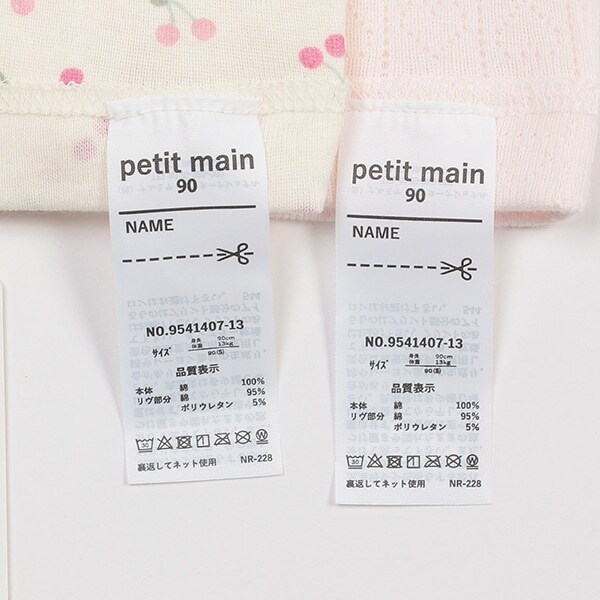 petit main
90
NAME
NO.9541407-13
サイズ 身長 90cm
体重 13kg
90(S)
品質表示
本体 綿 100%
リヴ部分 綿 95%
ポリウレタン 5%
30
裏返してネット使用 NR-228
petit main
90
NAME
NO.9541407-13
サイズ 身長 90cm
体重 13kg
90(S)
品質表示
本体 綿 100%
リヴ部分 綿 95%
ポリウレタン 5%
30
裏返してネット使用 NR-228